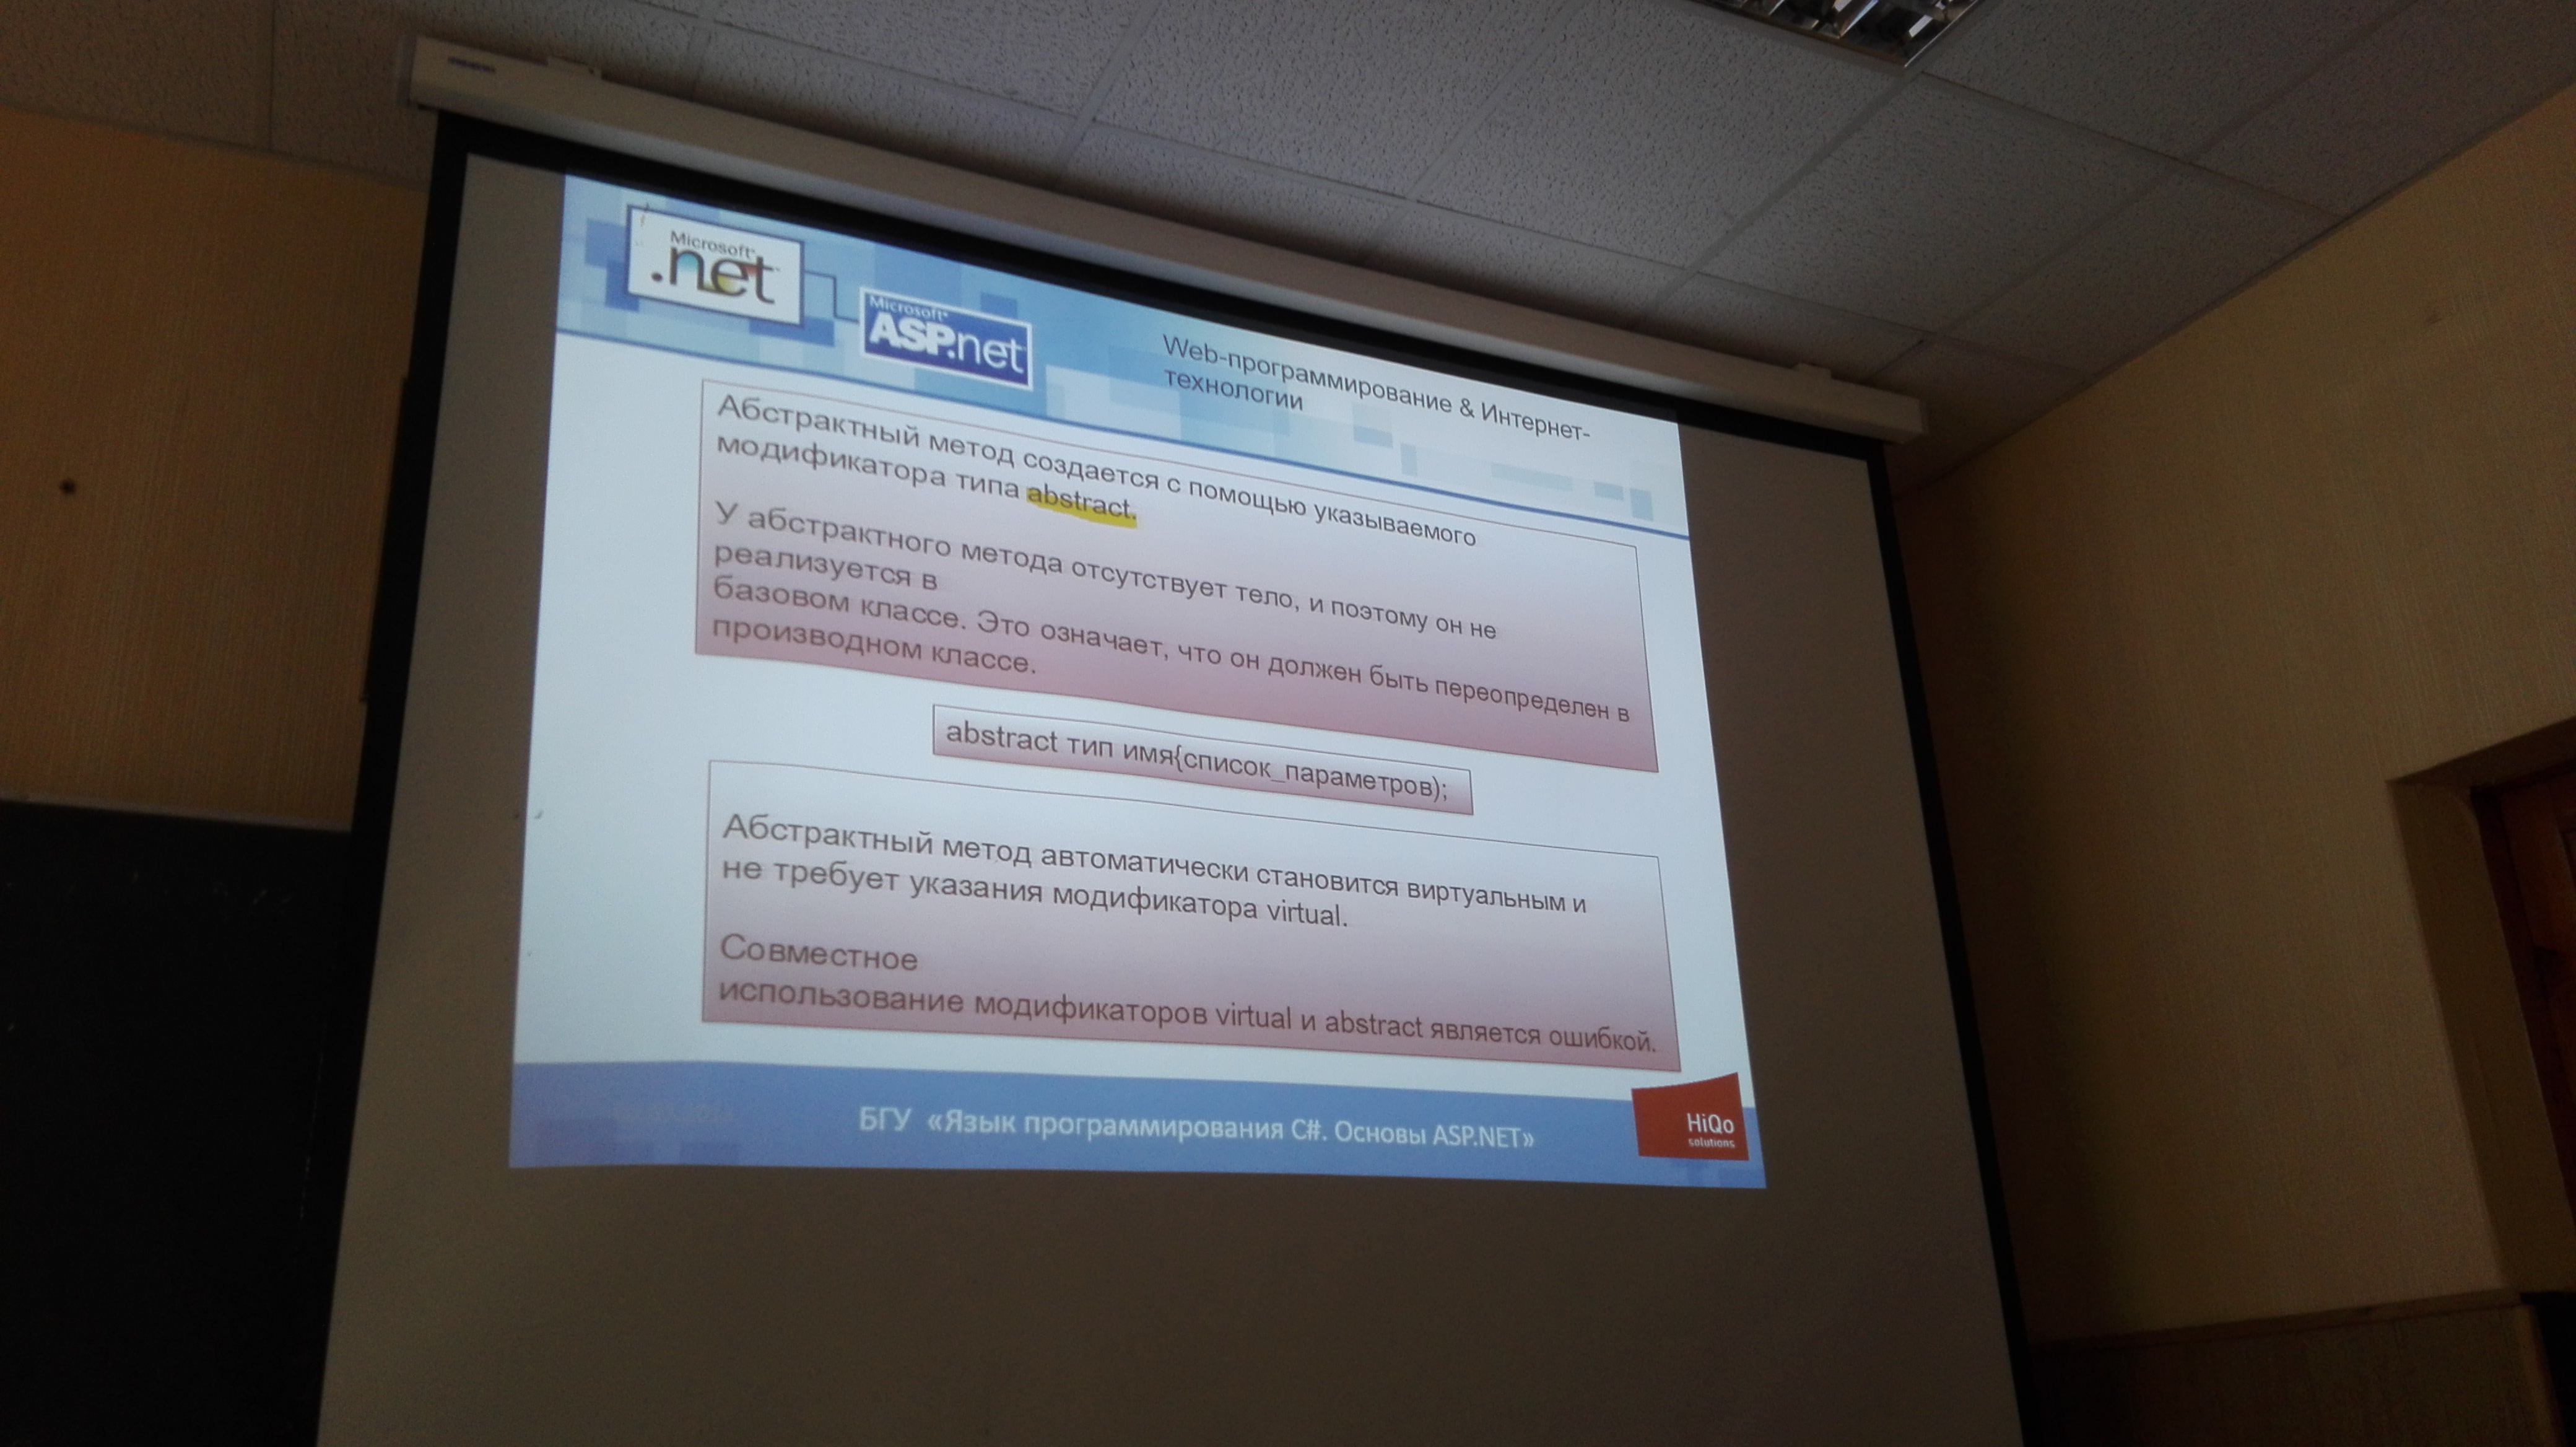 Microsoft
.net
Microsoft
ASP.net
Web-программирование & Интернет-
технологии
Абстрактный метод создается с помощью указываемого
модификатора типа abstract.
У абстрактного метода отсутствует тело, и поэтому он не
реализуется в
базовом классе. Это означает, что он должен быть переопределен в
производном классе.
abstract тип имя{список_параметров);
Абстрактный метод автоматически становится виртуальным и
не требует указания модификатора virtual.
Совместное
использование модификаторов virtual и abstract является ошибкой.
БГУ «Язык программирования C#. Основы ASP.NET»
HiQo
solutions